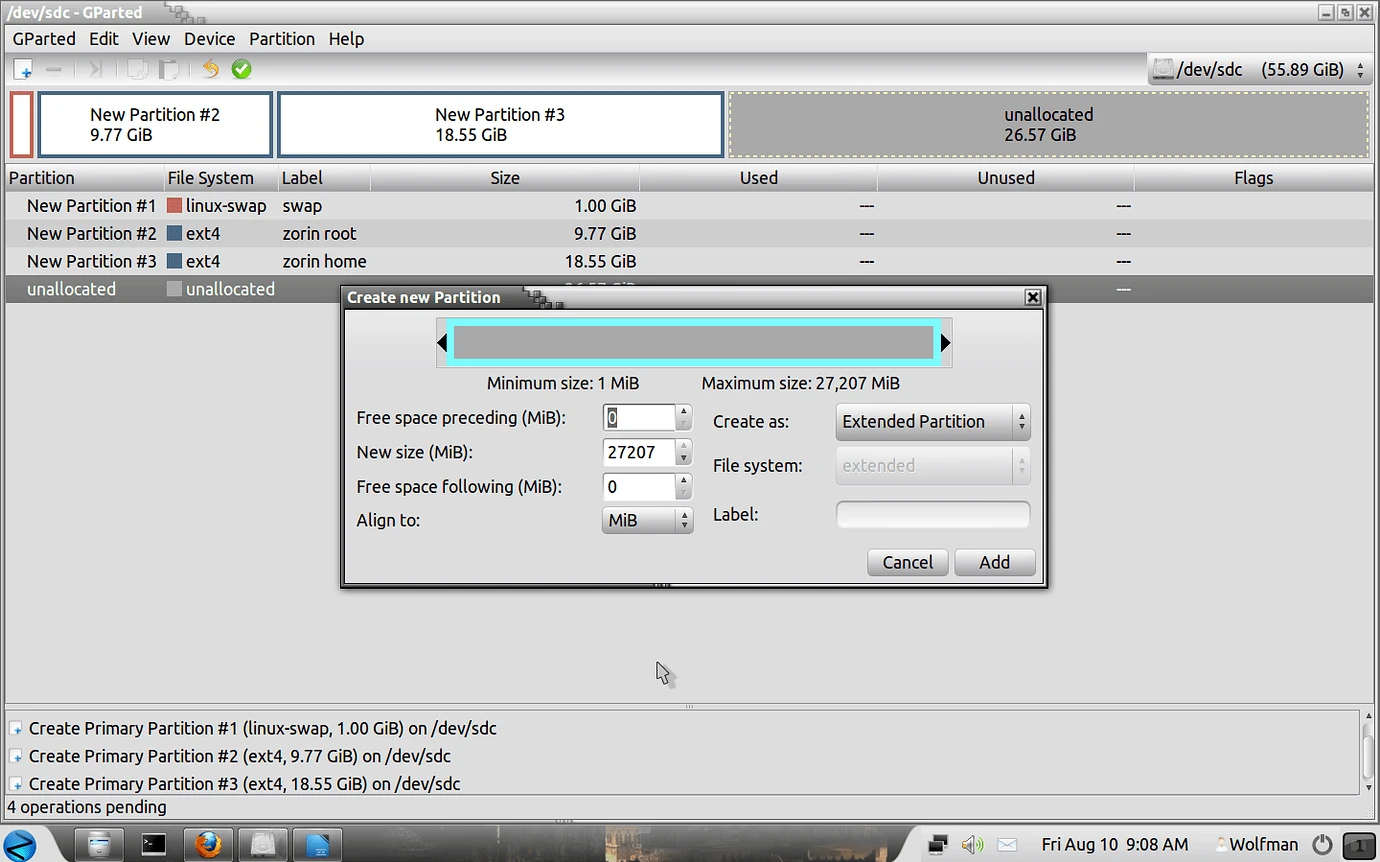 /dev/sdc - GParted
GParted Edit View Device Partition Help
/dev/sdc (55.89 GiB)
New Partition #2
9.77 GiB
New Partition #3
18.55 GiB
unallocated
26.57 GiB
Partition File System Label Size Used Unused Flags
New Partition #1 linux-swap swap 1.00 GiB --- ---
New Partition #2 ext4 zorin root 9.77 GiB --- ---
New Partition #3 ext4 zorin home 18.55 GiB --- ---
unallocated unallocated ---
Create new Partition
Minimum size: 1 MiB Maximum size: 27,207 MiB
Free space preceding (MiB): 0 Create as: Extended Partition
New size (MiB): 27207 File system: extended
Free space following (MiB): 0 Label:
Align to: MiB
Cancel Add
Create Primary Partition #1 (linux-swap, 1.00 GiB) on /dev/sdc
Create Primary Partition #2 (ext4, 9.77 GiB) on /dev/sdc
Create Primary Partition #3 (ext4, 18.55 GiB) on /dev/sdc
4 operations pending
Fri Aug 10 9:08 AM Wolfman 1